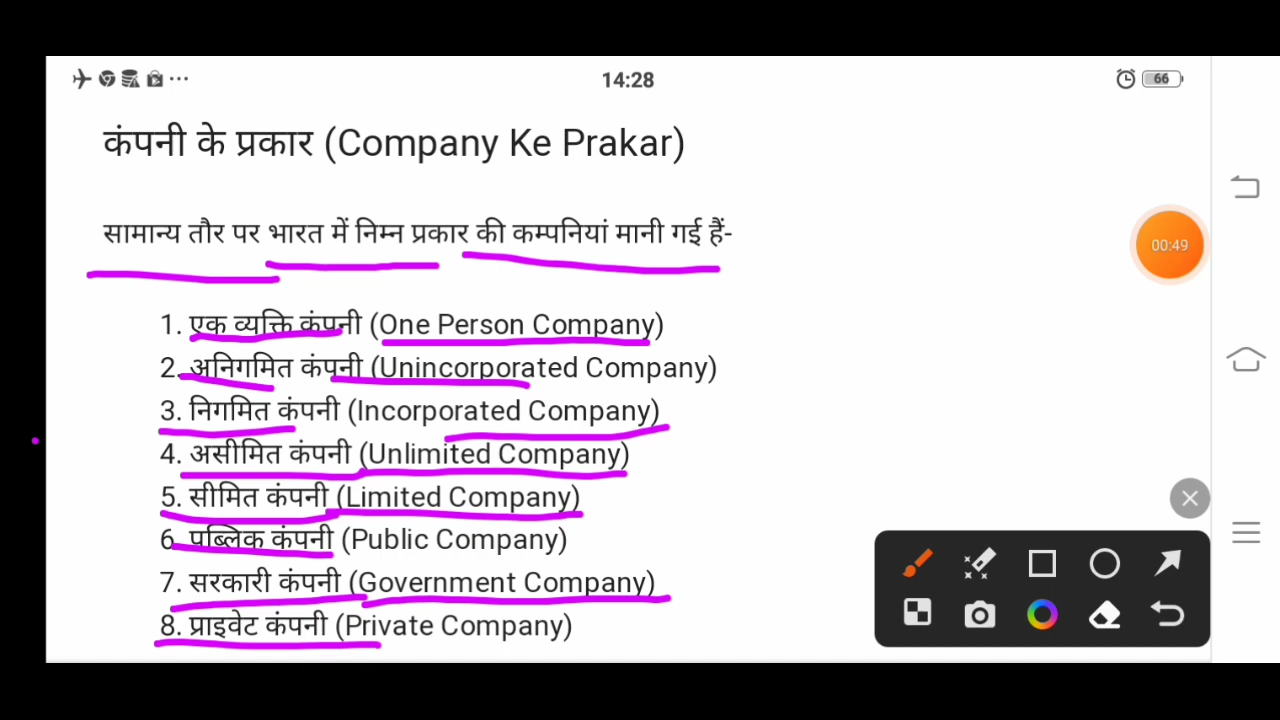 14:28
66
कंपनी के प्रकार (Company Ke Prakar)
सामान्य तौर पर भारत में निम्न प्रकार की कम्पनियां मानी गई हैं-
00:49
1. एक व्यक्ति कंपनी (One Person Company)
2. अनिगमित कंपनी (Unincorporated Company)
3. निगमित कंपनी (Incorporated Company)
4. असीमित कंपनी (Unlimited Company)
5. सीमित कंपनी (Limited Company)
6. पब्लिक कंपनी (Public Company)
7. सरकारी कंपनी (Government Company)
8. प्राइवेट कंपनी (Private Company)